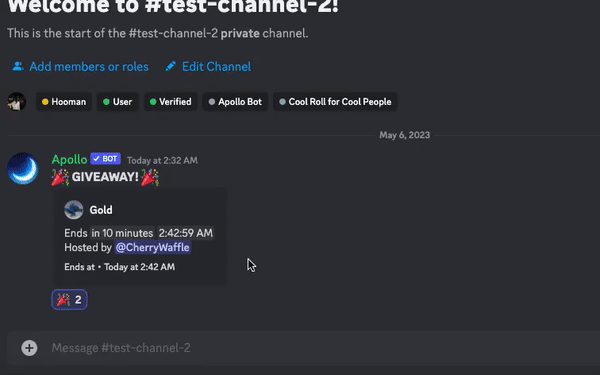 Welcome to #test-channel-2!
This is the start of the #test-channel-2 private channel.
Add members or roles Edit Channel
Hooman User Verified Apollo Bot Cool Roll for Cool People
May 6, 2023
Apollo ✓ BOT Today at 2:32 AM
🎉 GIVEAWAY! 🎉
Gold
Ends in 10 minutes 2:42:59 AM
Hosted by @CherryWaffle
Ends at • Today at 2:42 AM
🎉 2
Message #test-channel-2